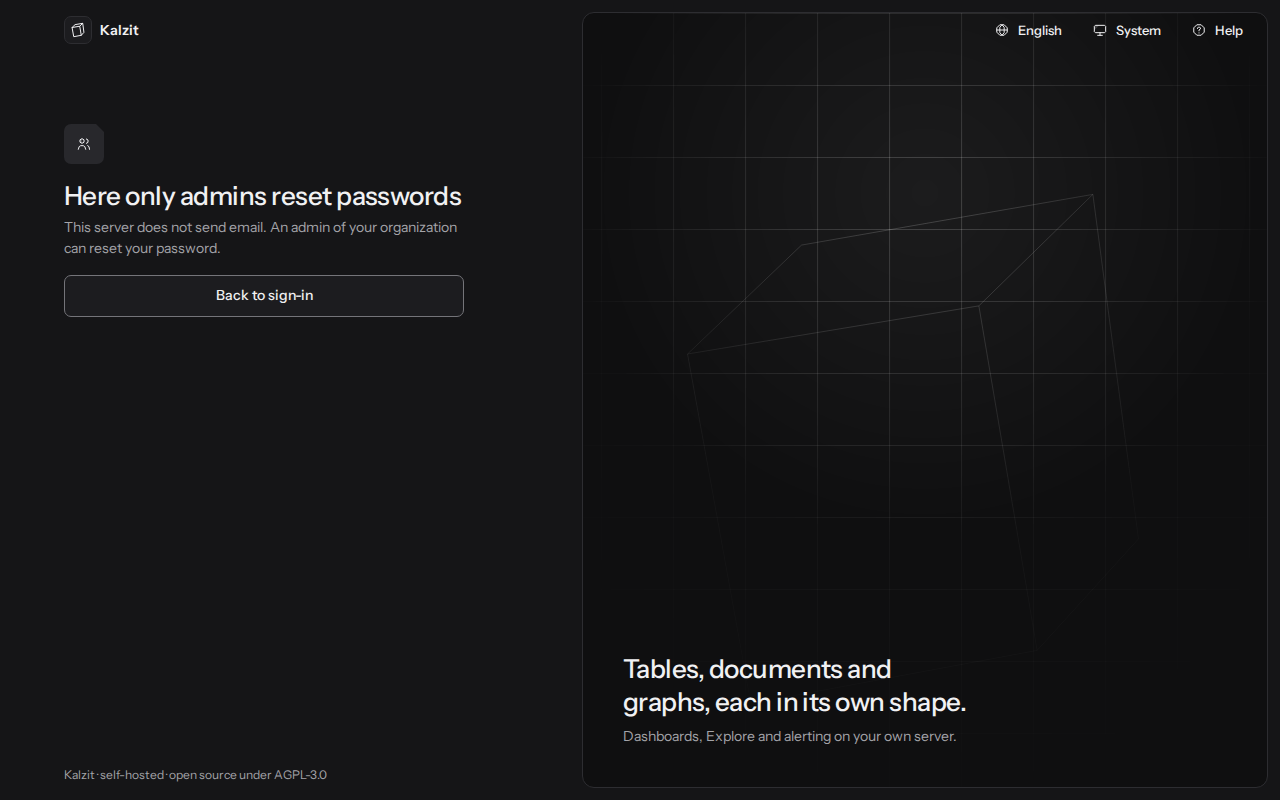 Kalzit
English
System
Help
Here only admins reset passwords
This server does not send email. An admin of your organization
can reset your password.
Back to sign-in
Tables, documents and
graphs, each in its own shape.
Dashboards, Explore and alerting on your own server.
Kalzit · self-hosted · open source under AGPL-3.0